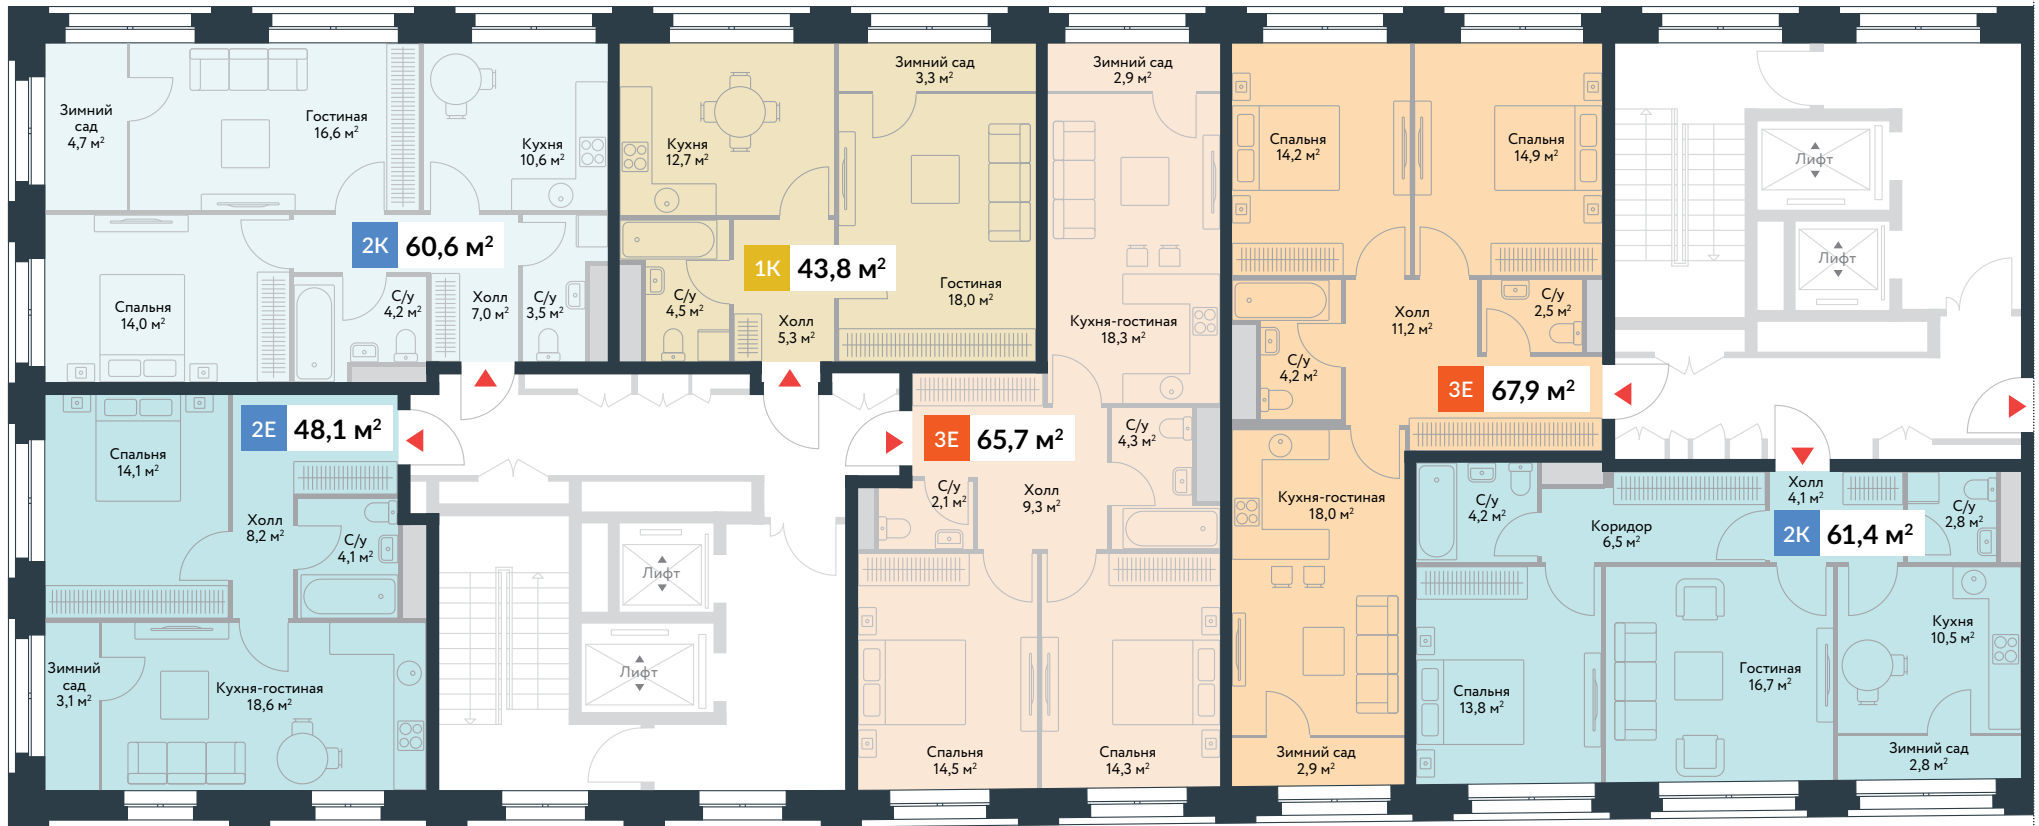 Зимний
сад
4,7 м²
Гостиная
16,6 м²
Кухня
10,6 м²
2К 60,6 м²
Спальня
14,0 м²
С/у
4,2 м²
Холл
7,0 м²
С/у
3,5 м²
Кухня
12,7 м²
Зимний сад
3,3 м²
1К 43,8 м²
С/у
4,5 м²
Холл
5,3 м²
Гостиная
18,0 м²
Зимний сад
2,9 м²
Кухня-гостиная
18,3 м²
3Е 65,7 м²
С/у
4,3 м²
С/у
2,1 м²
Холл
9,3 м²
Спальня
14,5 м²
Спальня
14,3 м²
Спальня
14,2 м²
Спальня
14,9 м²
Холл
11,2 м²
С/у
2,5 м²
С/у
4,2 м²
3Е 67,9 м²
Кухня-гостиная
18,0 м²
Зимний сад
2,9 м²
Лифт
Лифт
2Е 48,1 м²
Спальня
14,1 м²
Холл
8,2 м²
С/у
4,1 м²
Зимний
сад
3,1 м²
Кухня-гостиная
18,6 м²
Лифт
Лифт
С/у
4,2 м²
Коридор
6,5 м²
Холл
4,1 м²
2К 61,4 м²
С/у
2,8 м²
Спальня
13,8 м²
Гостиная
16,7 м²
Кухня
10,5 м²
Зимний сад
2,8 м²